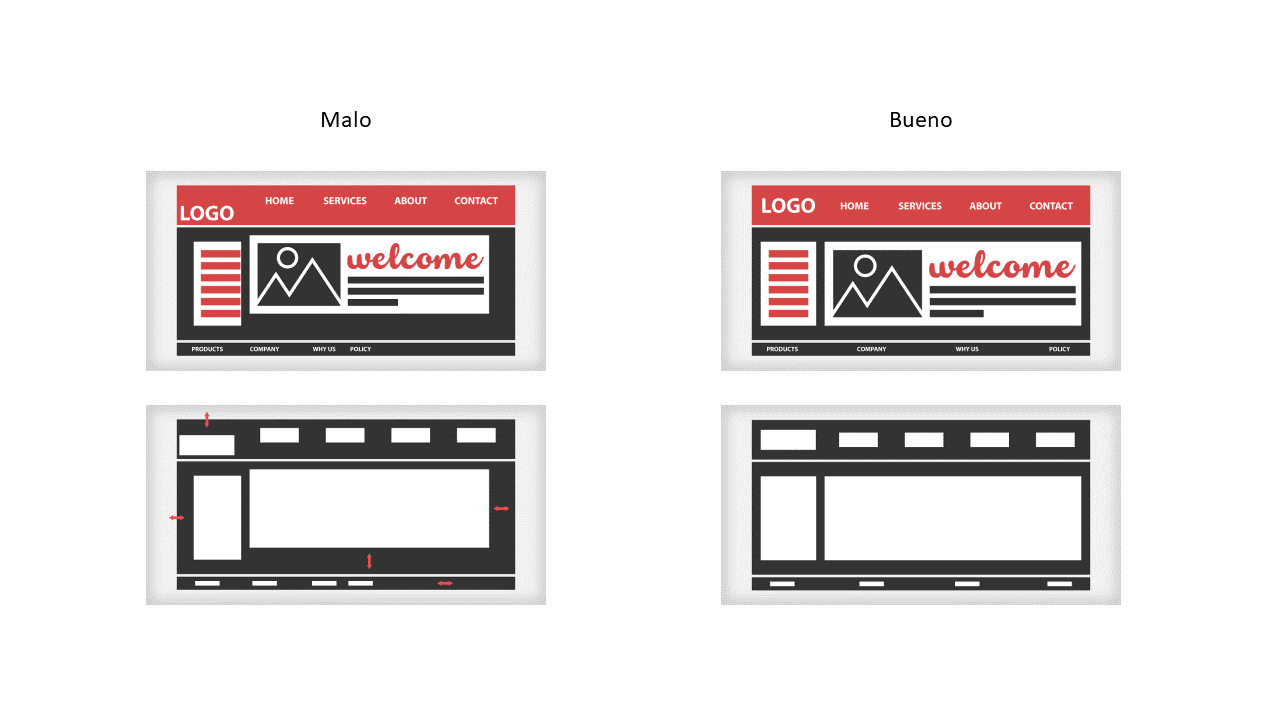 Malo
Bueno
LOGO HOME SERVICES ABOUT CONTACT
welcome
PRODUCTS COMPANY WHY US POLICY
LOGO HOME SERVICES ABOUT CONTACT
welcome
PRODUCTS COMPANY WHY US POLICY